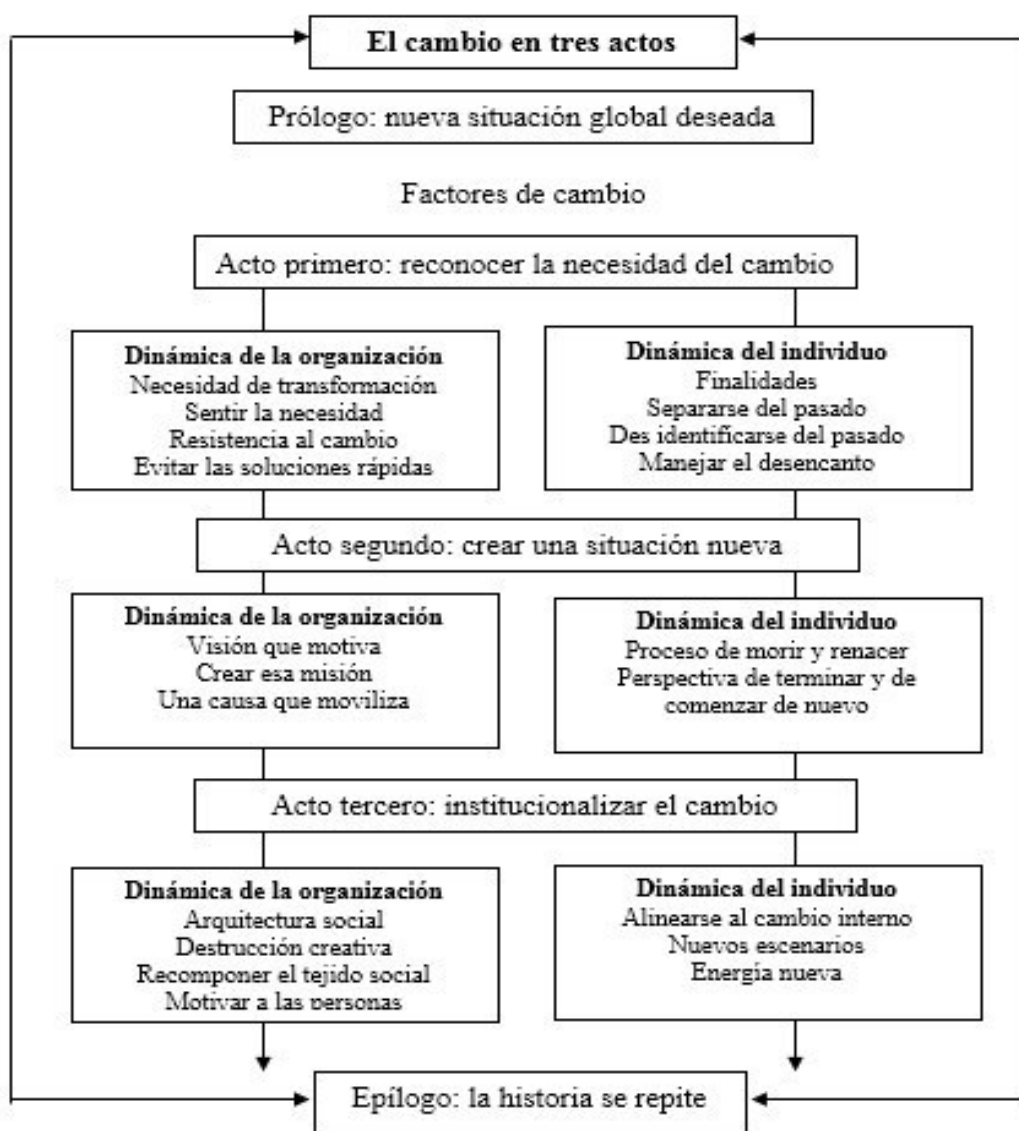 El cambio en tres actos
Prólogo: nueva situación global deseada
Factores de cambio
Acto primero: reconocer la necesidad del cambio
Dinámica de la organización
Necesidad de transformación
Sentir la necesidad
Resistencia al cambio
Evitar las soluciones rápidas
Dinámica del individuo
Finalidades
Separarse del pasado
Des identificarse del pasado
Manejar el desencanto
Acto segundo: crear una situación nueva
Dinámica de la organización
Visión que motiva
Crear esa misión
Una causa que moviliza
Dinámica del individuo
Proceso de morir y renacer
Perspectiva de terminar y de
comenzar de nuevo
Acto tercero: institucionalizar el cambio
Dinámica de la organización
Arquitectura social
Destrucción creativa
Recomponer el tejido social
Motivar a las personas
Dinámica del individuo
Alinearse al cambio interno
Nuevos escenarios
Energía nueva
Epílogo: la historia se repite